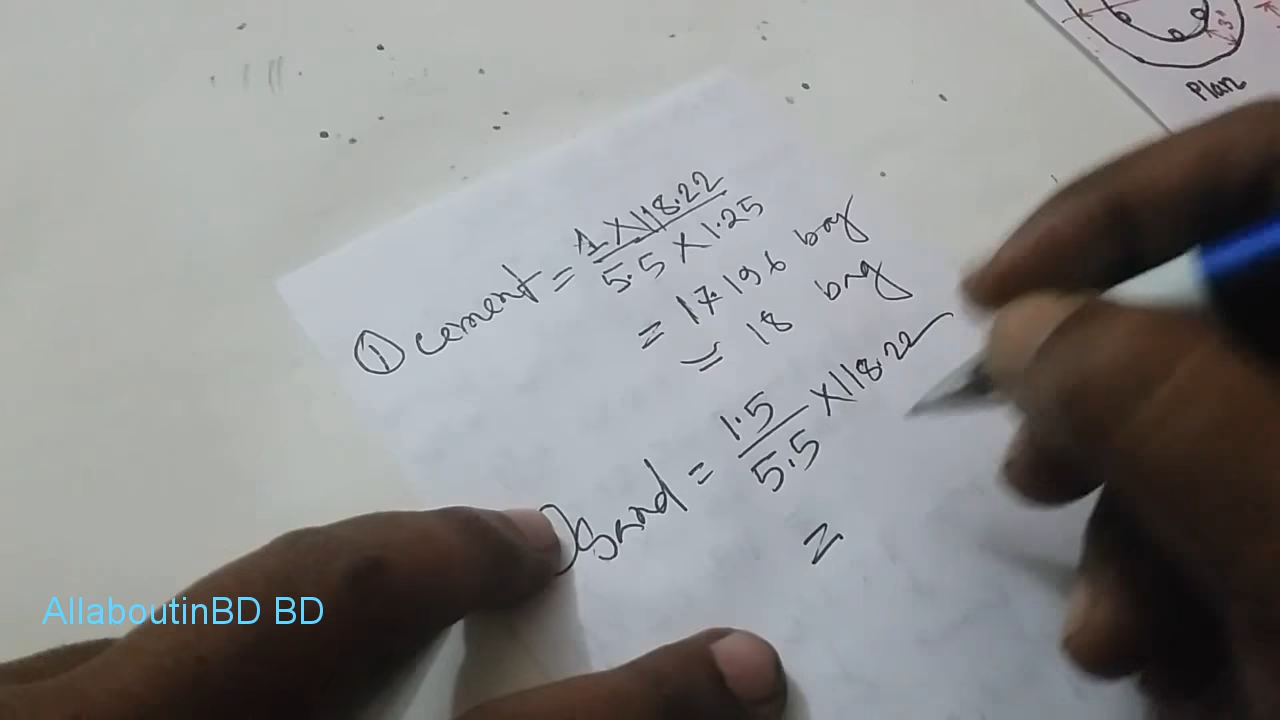 Plan
3"
① cement = 1 × 118.22 / 5.5 × 1.25
= 17.196 bag
= 18 bag
Sand = 1.5 / 5.5 × 118.22
=
AllaboutinBD BD